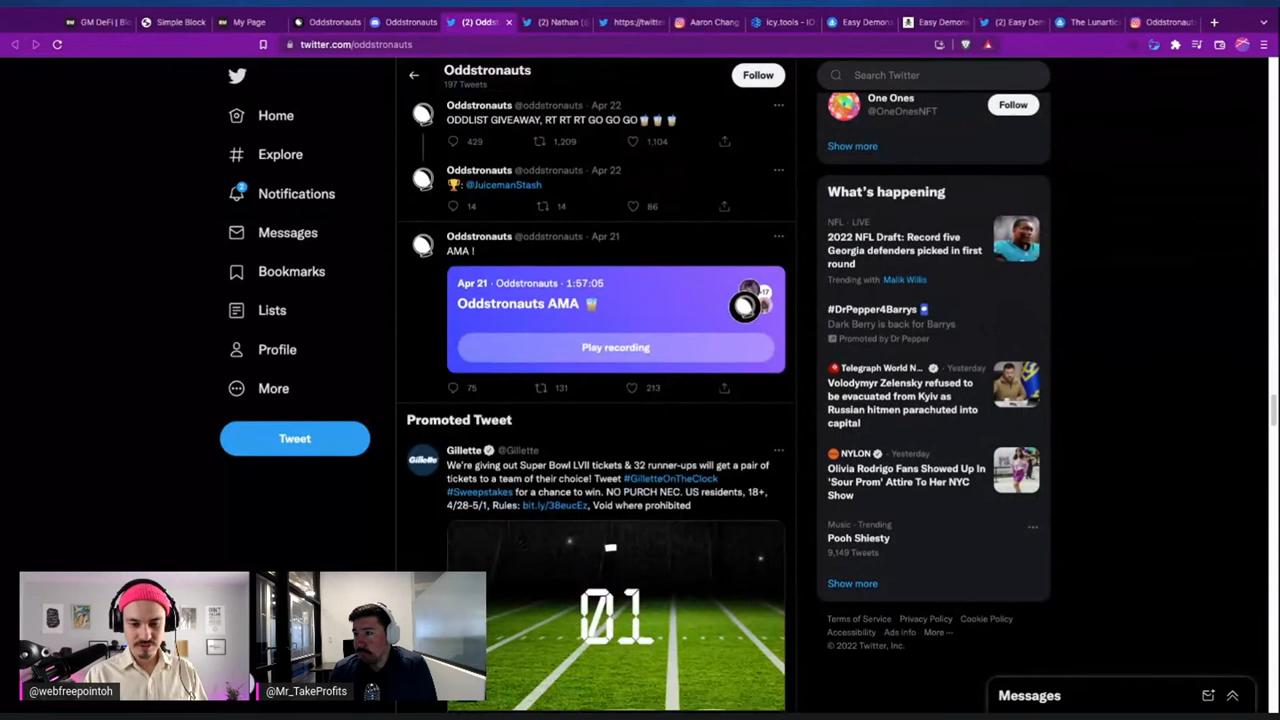 GM DeFi | Blo
Simple Block
My Page
Oddstronauts
Oddstronauts
(2) Oddst
(2) Nathan (
https://twitte
Aaron Chang
icy.tools - IO
Easy Demons
Easy Demons
(2) Easy Dem
The Lunartics
Oddstronauts
twitter.com/oddstronauts
Home
Explore
2
Notifications
Messages
Bookmarks
Lists
Profile
More
Tweet
Oddstronauts
197 Tweets
Follow
Oddstronauts @oddstronauts · Apr 22
ODDLIST GIVEAWAY, RT RT RT GO GO GO
429 1,209 1,104
Oddstronauts @oddstronauts · Apr 22
: @JuicemanStash
14 14 86
Oddstronauts @oddstronauts · Apr 21
AMA !
Apr 21 · Oddstronauts · 1:57:05
+17
Oddstronauts AMA
Play recording
75 131 213
Promoted Tweet
Gillette @Gillette
Gillette
We're giving out Super Bowl LVII tickets & 32 runner-ups will get a pair of
tickets to a team of their choice! Tweet #GilletteOnTheClock
#Sweepstakes for a chance to win. NO PURCH NEC. US residents, 18+,
4/28-5/1, Rules: bit.ly/38eucEz, Void where prohibited
01
Search Twitter
One Ones
@OneOnesNFT
Follow
Show more
What's happening
NFL · LIVE
2022 NFL Draft: Record five
Georgia defenders picked in first
round
Trending with Malik Willis
#DrPepper4Barrys
Dark Berry is back for Barrys
Promoted by Dr Pepper
Telegraph World N... · Yesterday
Volodymyr Zelensky refused to
be evacuated from Kyiv as
Russian hitmen parachuted into
capital
NYLON · Yesterday
Olivia Rodrigo Fans Showed Up In
'Sour Prom' Attire To Her NYC
Show
Music · Trending
Pooh Shiesty
9,149 Tweets
Show more
Terms of Service Privacy Policy Cookie Policy
Accessibility Ads info More ···
© 2022 Twitter, Inc.
Messages
@webfreepointoh
@Mr_TakeProfits